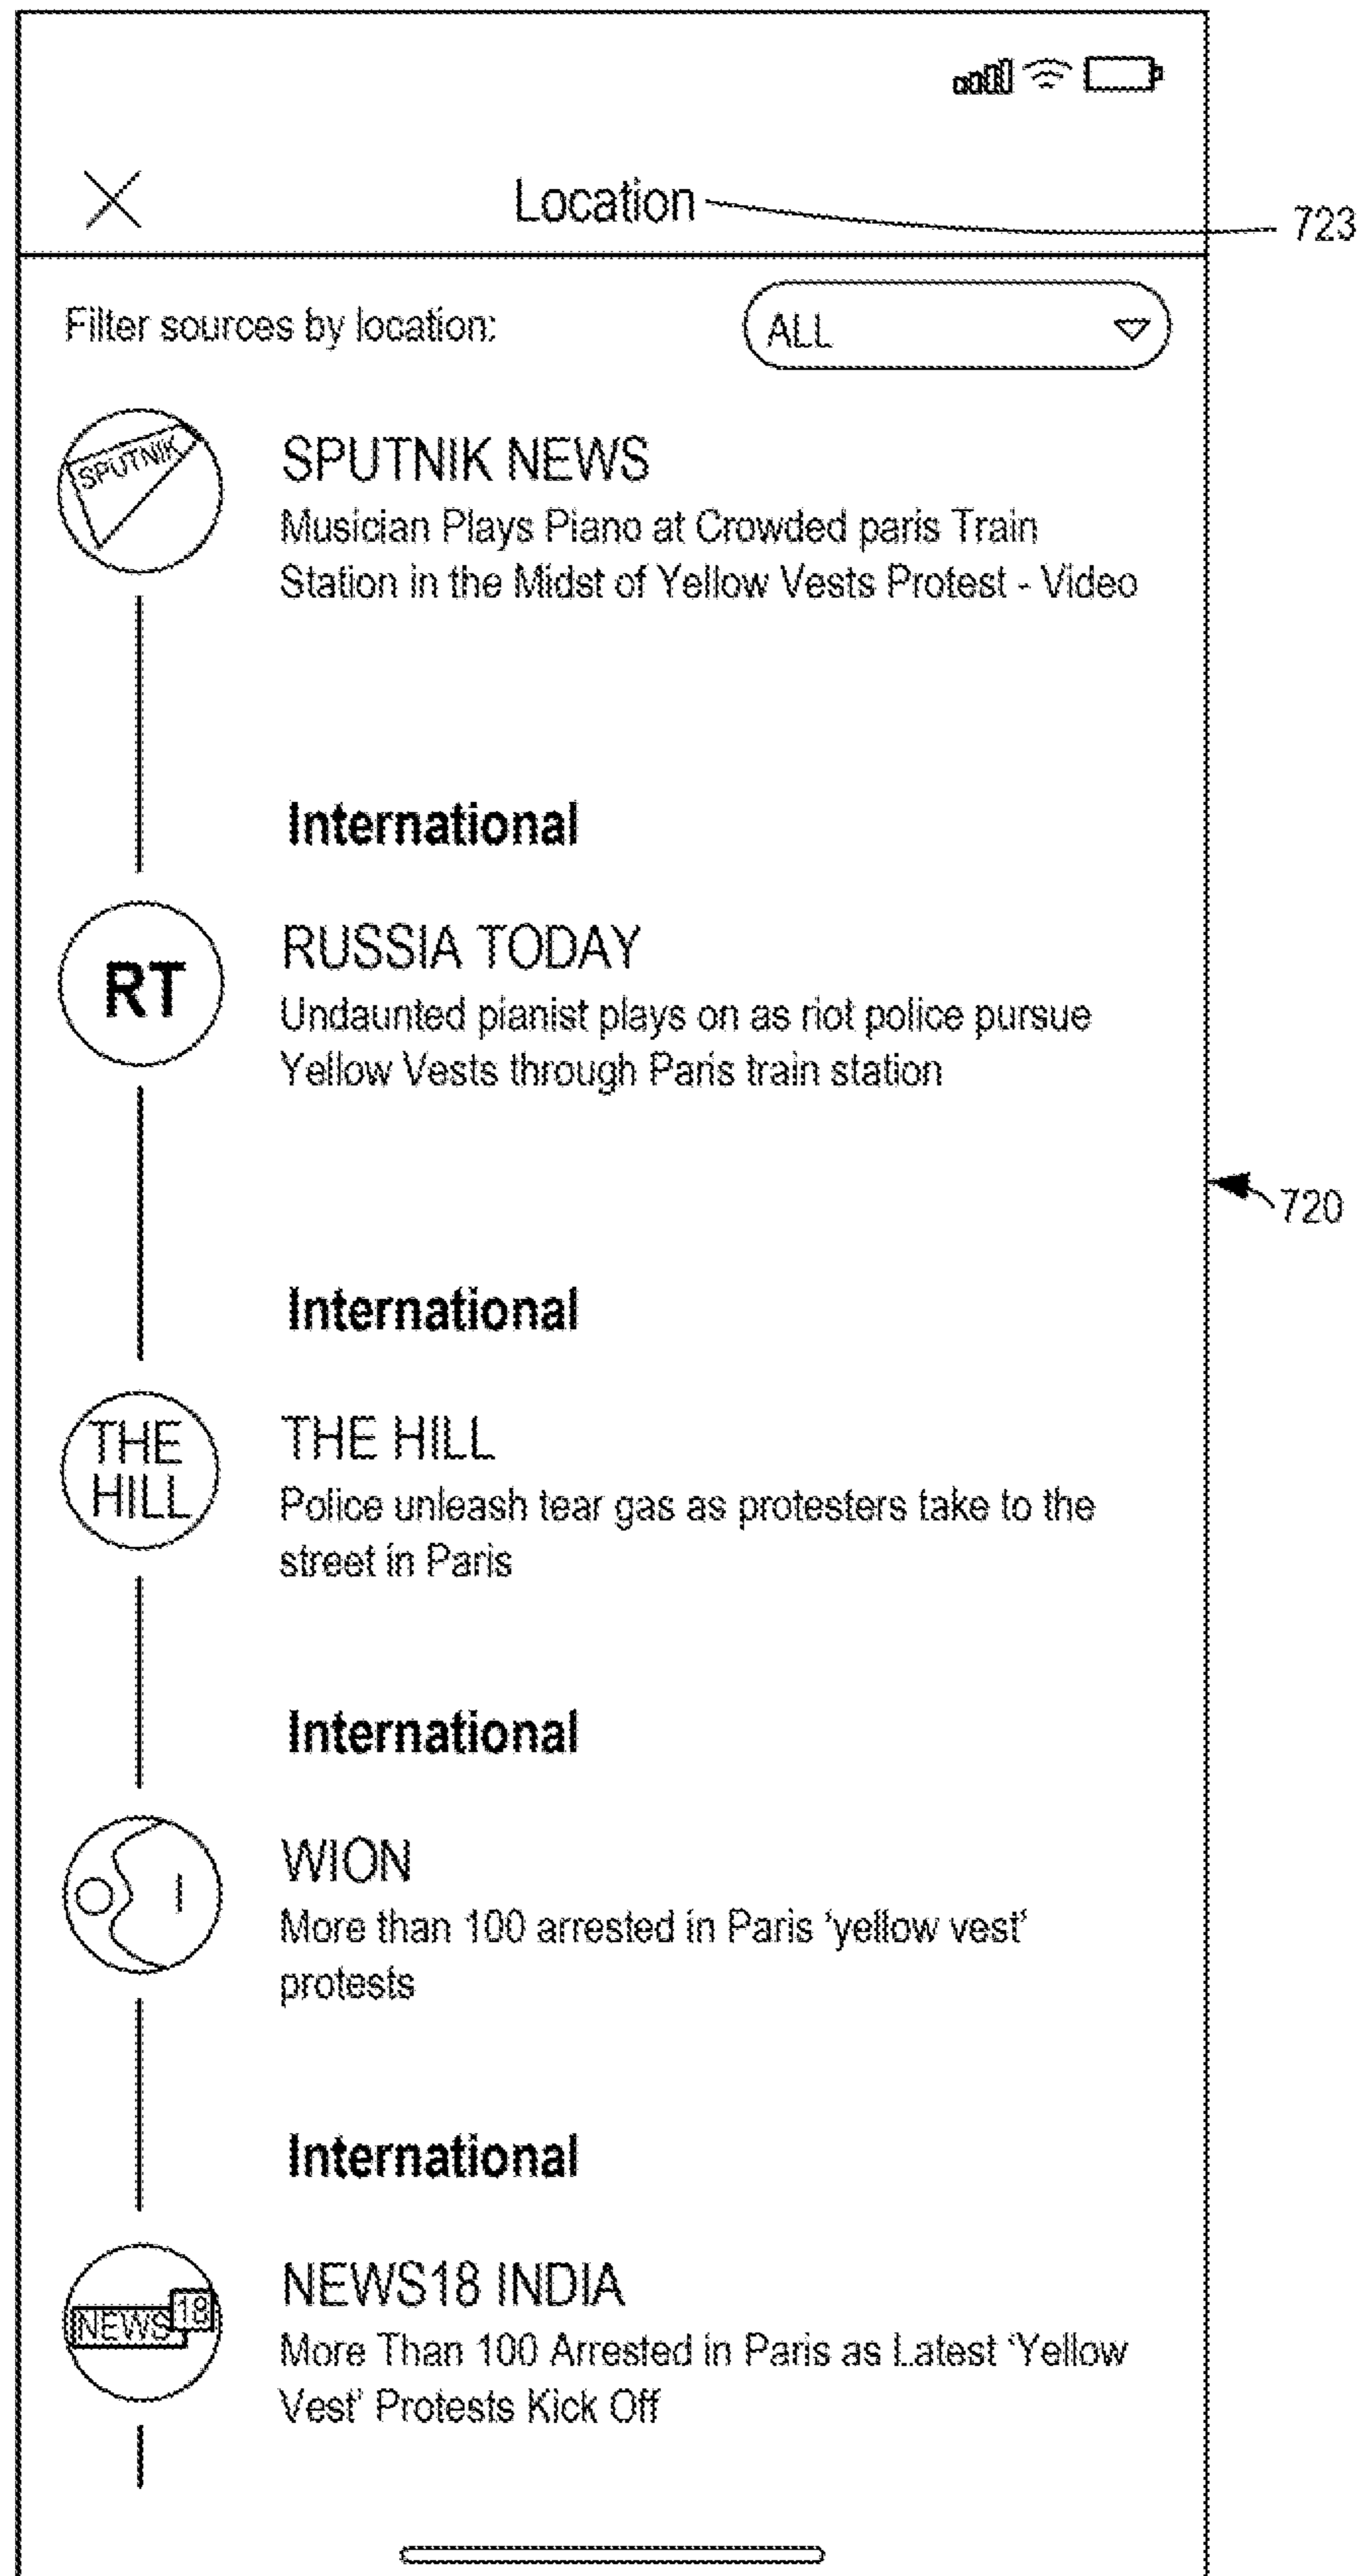 Location
723
Filter sources by location:
ALL
SPUTNIK
SPUTNIK NEWS
Musician Plays Piano at Crowded paris Train
Station in the Midst of Yellow Vests Protest - Video
International
RT
RUSSIA TODAY
Undaunted pianist plays on as riot police pursue
Yellow Vests through Paris train station
720
International
THE
HILL
THE HILL
Police unleash tear gas as protesters take to the
street in Paris
International
WION
More than 100 arrested in Paris ‘yellow vest’
protests
International
NEWS 18
NEWS18 INDIA
More Than 100 Arrested in Paris as Latest ‘Yellow
Vest’ Protests Kick Off